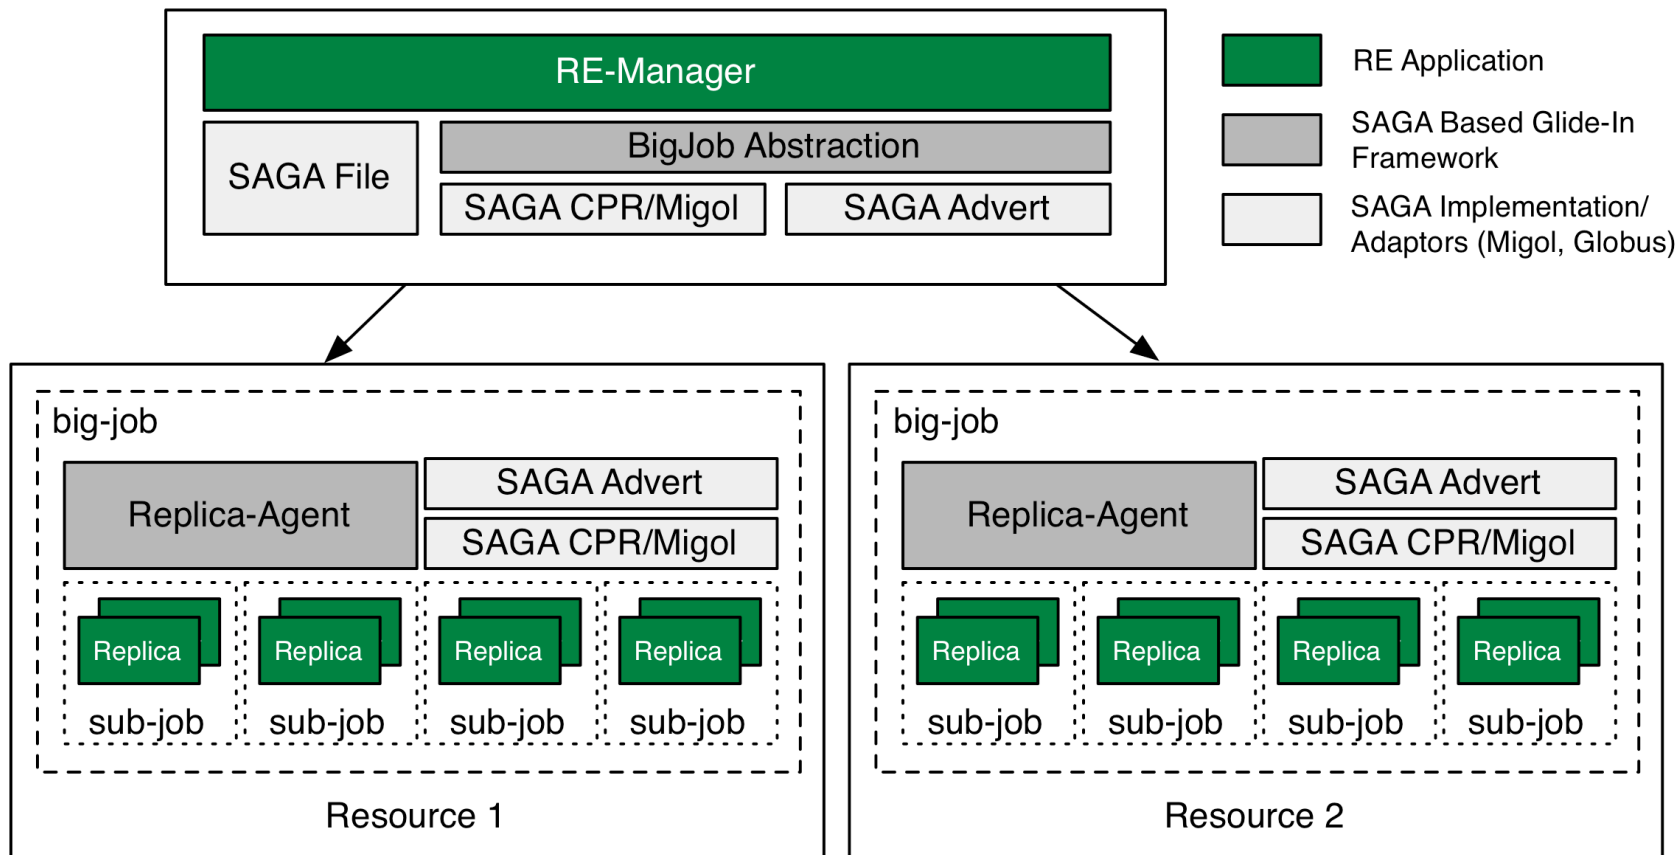 RE-Manager
SAGA File
BigJob Abstraction
SAGA CPR/Migol
SAGA Advert
RE Application
SAGA Based Glide-In
Framework
SAGA Implementation/
Adaptors (Migol, Globus)
big-job
Replica-Agent
SAGA Advert
SAGA CPR/Migol
Replica
Replica
Replica
Replica
sub-job
sub-job
sub-job
sub-job
Resource 1
big-job
Replica-Agent
SAGA Advert
SAGA CPR/Migol
Replica
Replica
Replica
Replica
sub-job
sub-job
sub-job
sub-job
Resource 2